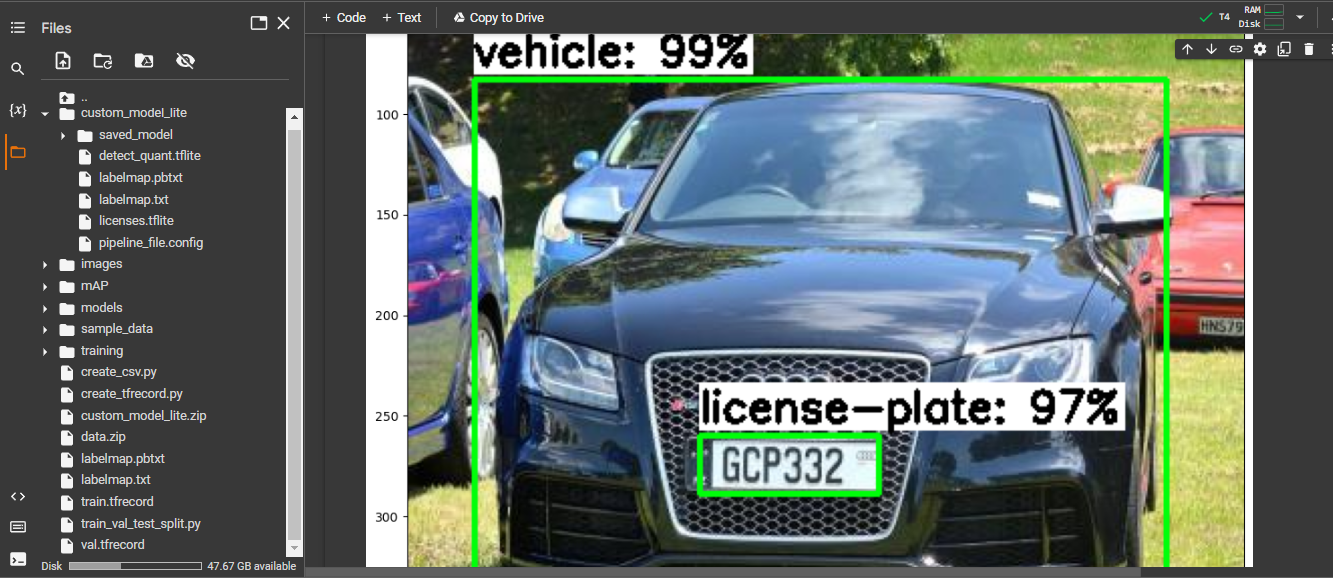 Files
+ Code
+ Text
Copy to Drive
T4
RAM
Disk
..
custom_model_lite
saved_model
detect_quant.tflite
labelmap.pbtxt
labelmap.txt
licenses.tflite
pipeline_file.config
images
mAP
models
sample_data
training
create_csv.py
create_tfrecord.py
custom_model_lite.zip
data.zip
labelmap.pbtxt
labelmap.txt
train.tfrecord
train_val_test_split.py
val.tfrecord
Disk
47.67 GB available
{x}
vehicle: 99%
100
150
200
250
300
HNS79
license-plate: 97%
GCP332